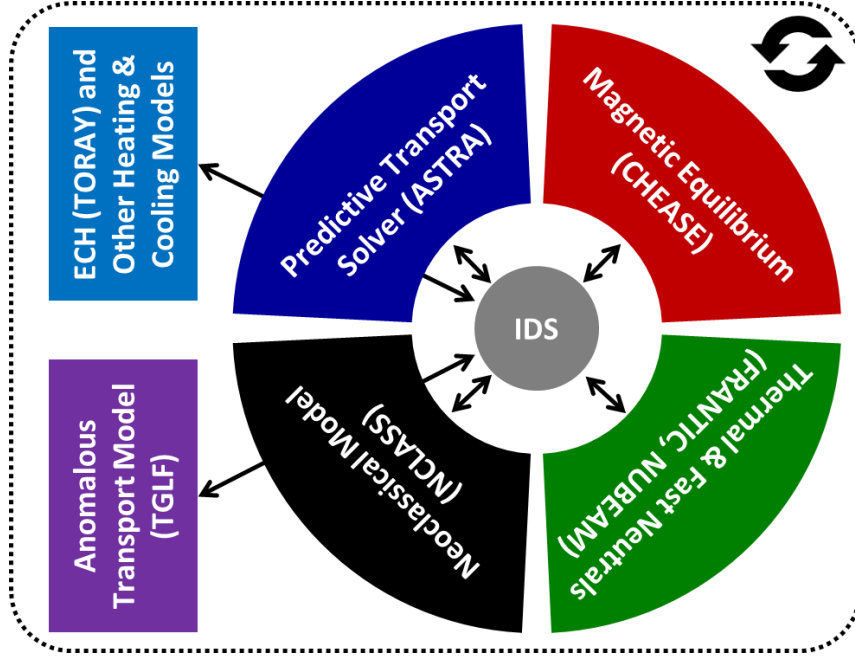 ECH (TORAY) and
Other Heating &
Cooling Models
Predictive Transport
Solver (ASTRA)
Magnetic Equilibrium
(CHEASE)
IDS
Anomalous
Transport Model
(TGLF)
Neoclassical Model
(NCLASS)
Thermal & Fast Neutrals
(FRANTIC, NUBEAM)